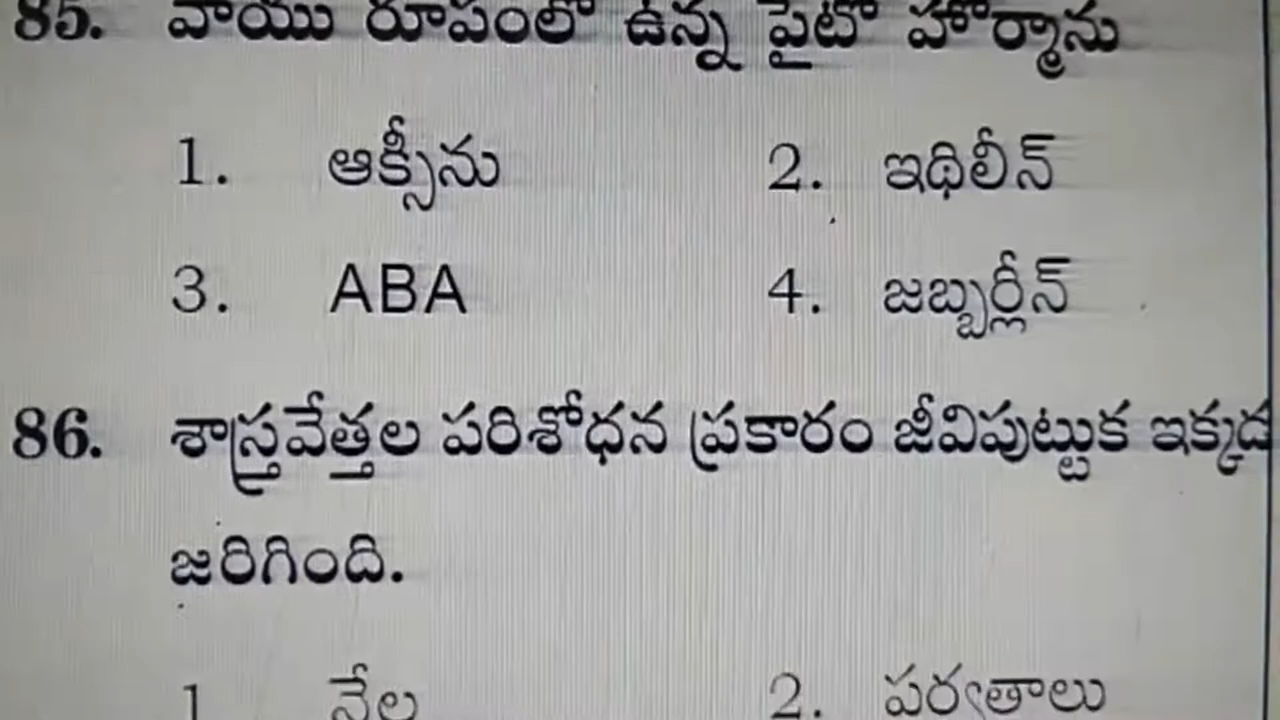 85. వాయు రూపంలో ఉన్న పైటో హోర్మోను
1. ఆక్సీను 2. ఇథిలీన్
3. ABA 4. జబ్బర్లీన్
86. శాస్త్రవేత్తల పరిశోధన ప్రకారం జీవిపుట్టుక ఇక్కడ
జరిగింది.
1 నేల 2. పర్వతాలు